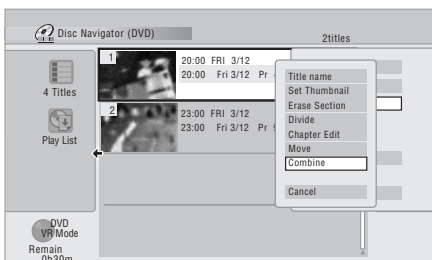 Disc Navigator (DVD)
2titles
4 Titles
Play List
DVD
VR Mode
Remain
0h30m
1
20:00 FRI 3/12
20:00 Fri 3/12 Pr
2
23:00 FRI 3/12
23:00 Fri 3/12 Pr
Title name
Set Thumbnail
Erase Section
Divide
Chapter Edit
Move
Combine
Cancel